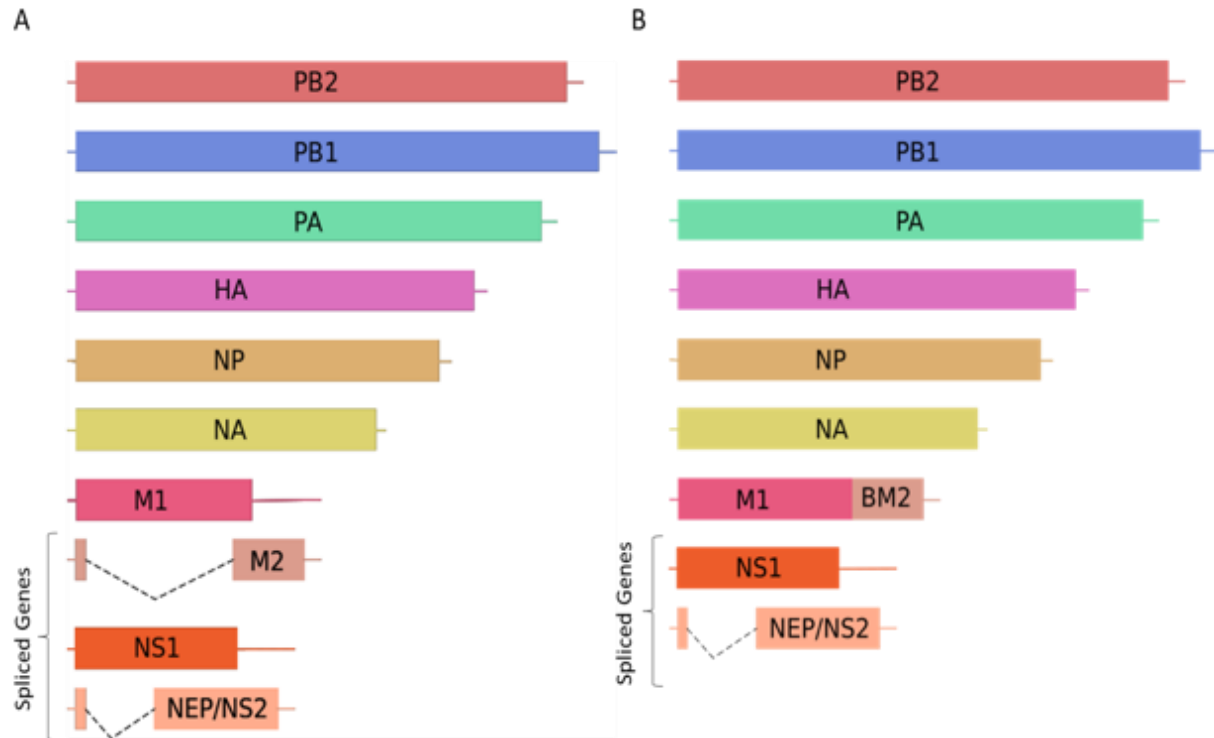 A
PB2
PB1
PA
HA
NP
NA
M1
M2
NS1
NEP/NS2
Spliced Genes
B
PB2
PB1
PA
HA
NP
NA
M1 BM2
NS1
NEP/NS2
Spliced Genes